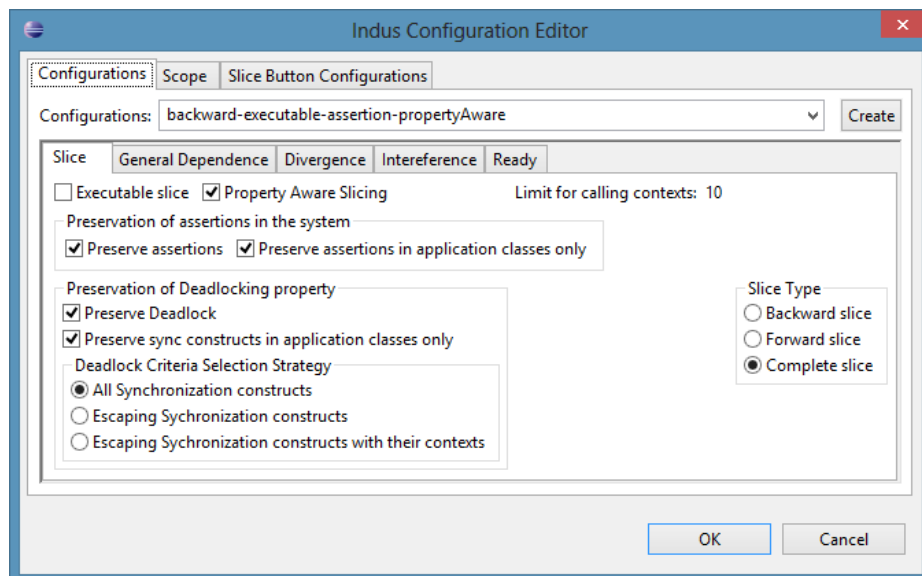 Indus Configuration Editor
Configurations Scope Slice Button Configurations
Configurations: backward-executable-assertion-propertyAware Create
Slice General Dependence Divergence Intereference Ready
Executable slice Property Aware Slicing Limit for calling contexts: 10
Preservation of assertions in the system
Preserve assertions Preserve assertions in application classes only
Preservation of Deadlocking property
Preserve Deadlock
Preserve sync constructs in application classes only
Deadlock Criteria Selection Strategy
All Synchronization constructs
Escaping Sychronization constructs
Escaping Sychronization constructs with their contexts
Slice Type
Backward slice
Forward slice
Complete slice
OK Cancel